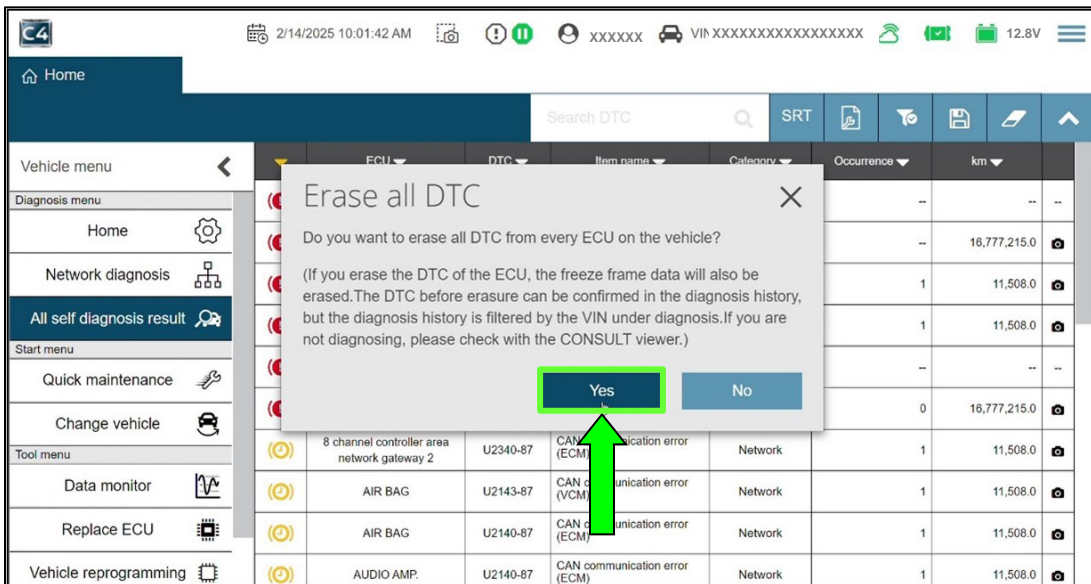 C4
2/14/2025 10:01:42 AM
xxxxxx
VIN XXXXXXXXXXXXXXXXX
12.8V
Home
Search DTC
SRT
Vehicle menu
ECU DTC Item name Category Occurrence km
Diagnosis menu
Home
Network diagnosis
All self diagnosis result
Start menu
Quick maintenance
Change vehicle
Tool menu
Data monitor
Replace ECU
Vehicle reprogramming
Erase all DTC
Do you want to erase all DTC from every ECU on the vehicle?
(If you erase the DTC of the ECU, the freeze frame data will also be
erased.The DTC before erasure can be confirmed in the diagnosis history,
but the diagnosis history is filtered by the VIN under diagnosis.If you are
not diagnosing, please check with the CONSULT viewer.)
Yes
No
-- -- --
-- 16,777,215.0
1 11,508.0
1 11,508.0
-- -- --
0 16,777,215.0
8 channel controller area
network gateway 2
U2340-87
CAN
(ECM)
Network
1 11,508.0
AIR BAG
U2143-87
CAN
(VCM)
Network
1 11,508.0
AIR BAG
U2140-87
CAN
(ECM)
Network
1 11,508.0
AUDIO AMP.
U2140-87
CAN communication error
(ECM)
Network
1 11,508.0